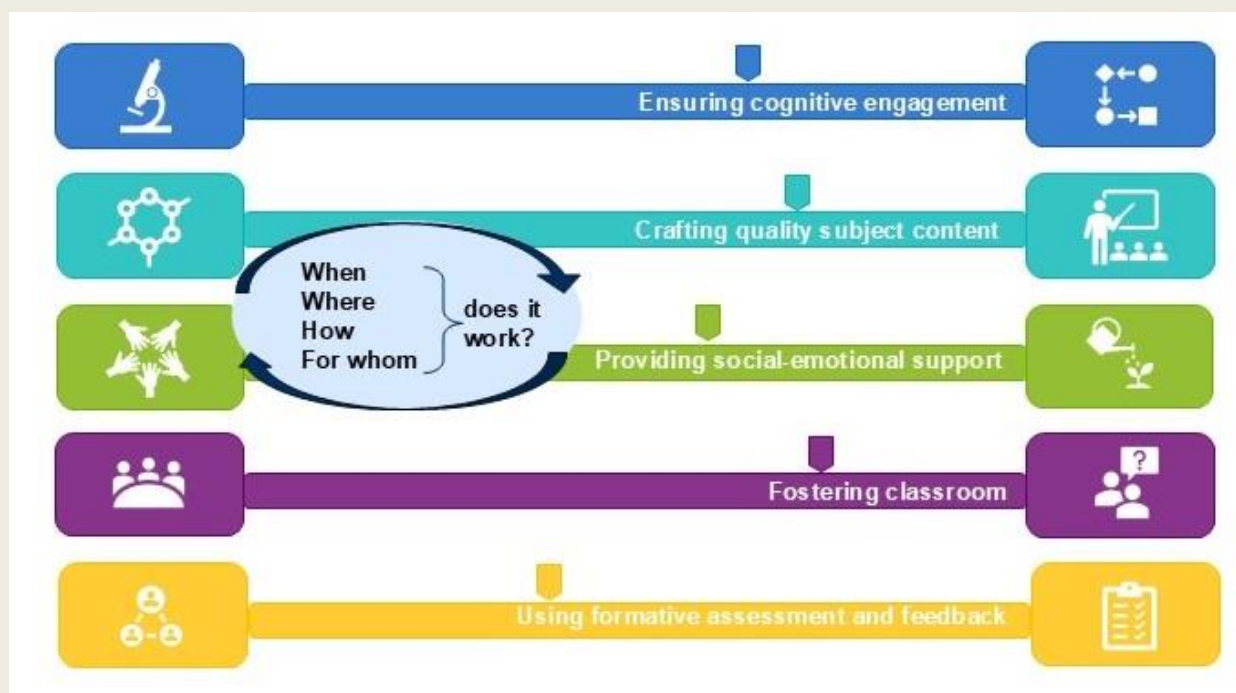 Ensuring cognitive engagement
Crafting quality subject content
When
Where
How
For whom
does it
work?
Providing social-emotional support
Fostering classroom
?
Using formative assessment and feedback